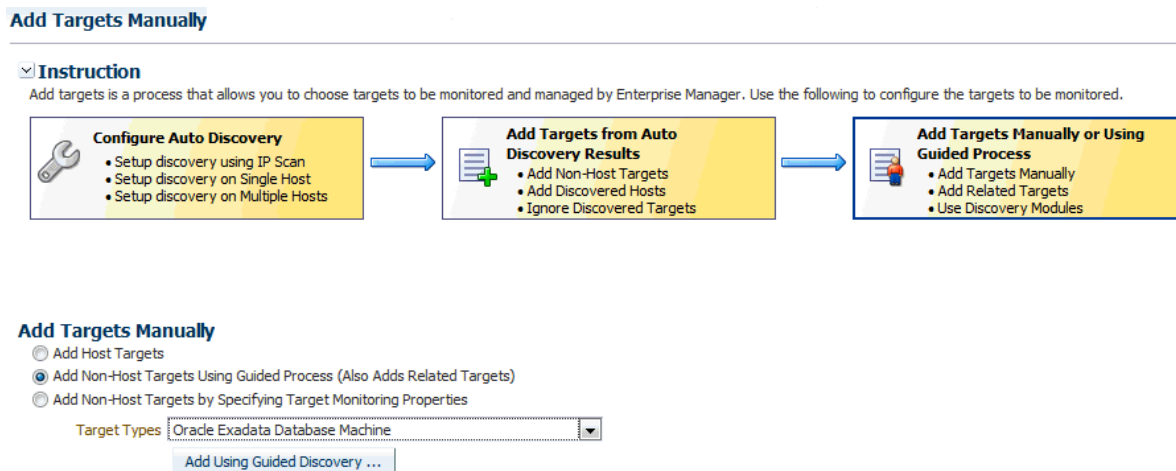 Add Targets Manually
Instruction
Add targets is a process that allows you to choose targets to be monitored and managed by Enterprise Manager. Use the following to configure the targets to be monitored.
Configure Auto Discovery
• Setup discovery using IP Scan
• Setup discovery on Single Host
• Setup discovery on Multiple Hosts
Add Targets from Auto
Discovery Results
• Add Non-Host Targets
• Add Discovered Hosts
• Ignore Discovered Targets
Add Targets Manually or Using
Guided Process
• Add Targets Manually
• Add Related Targets
• Use Discovery Modules
Add Targets Manually
Add Host Targets
Add Non-Host Targets Using Guided Process (Also Adds Related Targets)
Add Non-Host Targets by Specifying Target Monitoring Properties
Target Types Oracle Exadata Database Machine
Add Using Guided Discovery ...